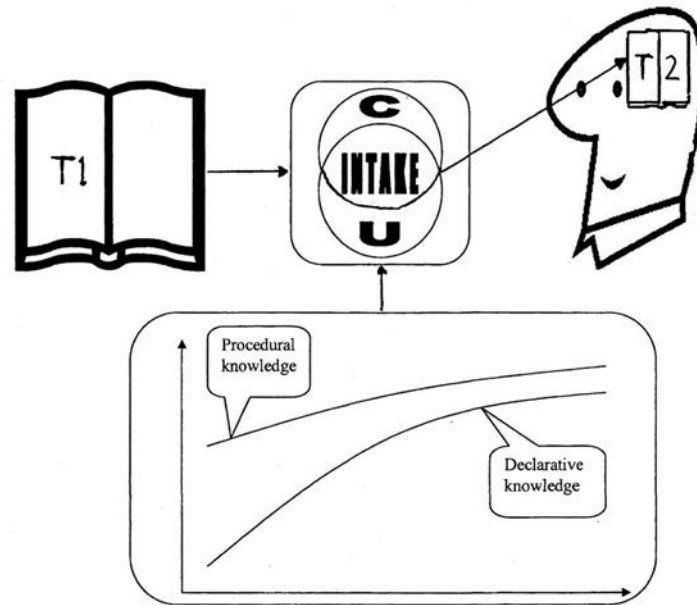 T1
C
INTAKE
U
T 2
Procedural
knowledge
Declarative
knowledge